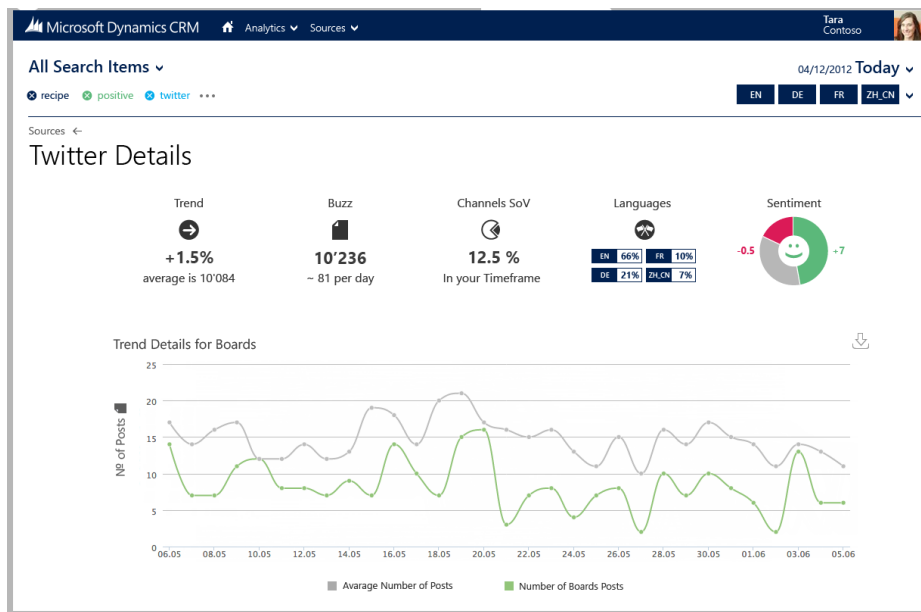 Microsoft Dynamics CRM Analytics Sources Tara
Contoso
All Search Items 04/12/2012 Today
recipe positive twitter ••• EN DE FR ZH_CN
Sources ←
Twitter Details
Trend Buzz Channels SoV Languages Sentiment
+1.5% 10'236 12.5 % EN 66% FR 10% -0.5 +7
average is 10'084 ~ 81 per day In your Timeframe DE 21% ZH_CN 7%
Trend Details for Boards
25
20
15
10
5
0
Nº of Posts
06.05 08.05 10.05 12.05 14.05 16.05 18.05 20.05 22.05 24.05 26.05 28.05 30.05 01.06 03.06 05.06
Avarage Number of Posts Number of Boards Posts